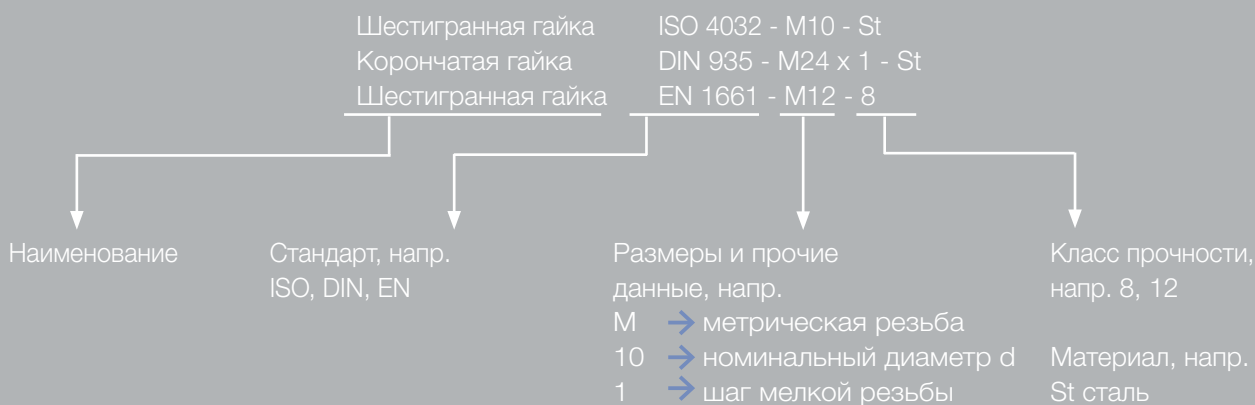 Шестигранная гайка ISO 4032 - M10 - St
Корончатая гайка DIN 935 - M24 x 1 - St
Шестигранная гайка EN 1661 - M12 - 8
Наименование
Стандарт, напр.
ISO, DIN, EN
Размеры и прочие
данные, напр.
M → метрическая резьба
10 → номинальный диаметр d
1 → шаг мелкой резьбы
Класс прочности,
напр. 8, 12
Материал, напр.
St сталь